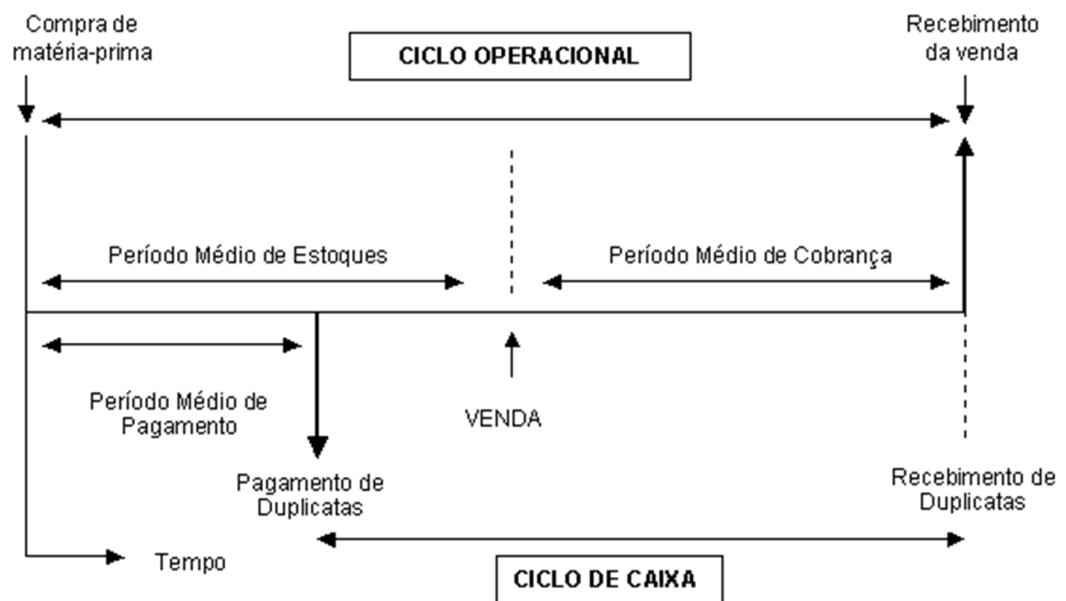 Compra de
matéria-prima
CICLO OPERACIONAL
Recebimento
da venda
Período Médio de Estoques
Período Médio de Cobrança
Período Médio de
Pagamento
VENDA
Pagamento de
Duplicatas
Recebimento de
Duplicatas
Tempo
CICLO DE CAIXA